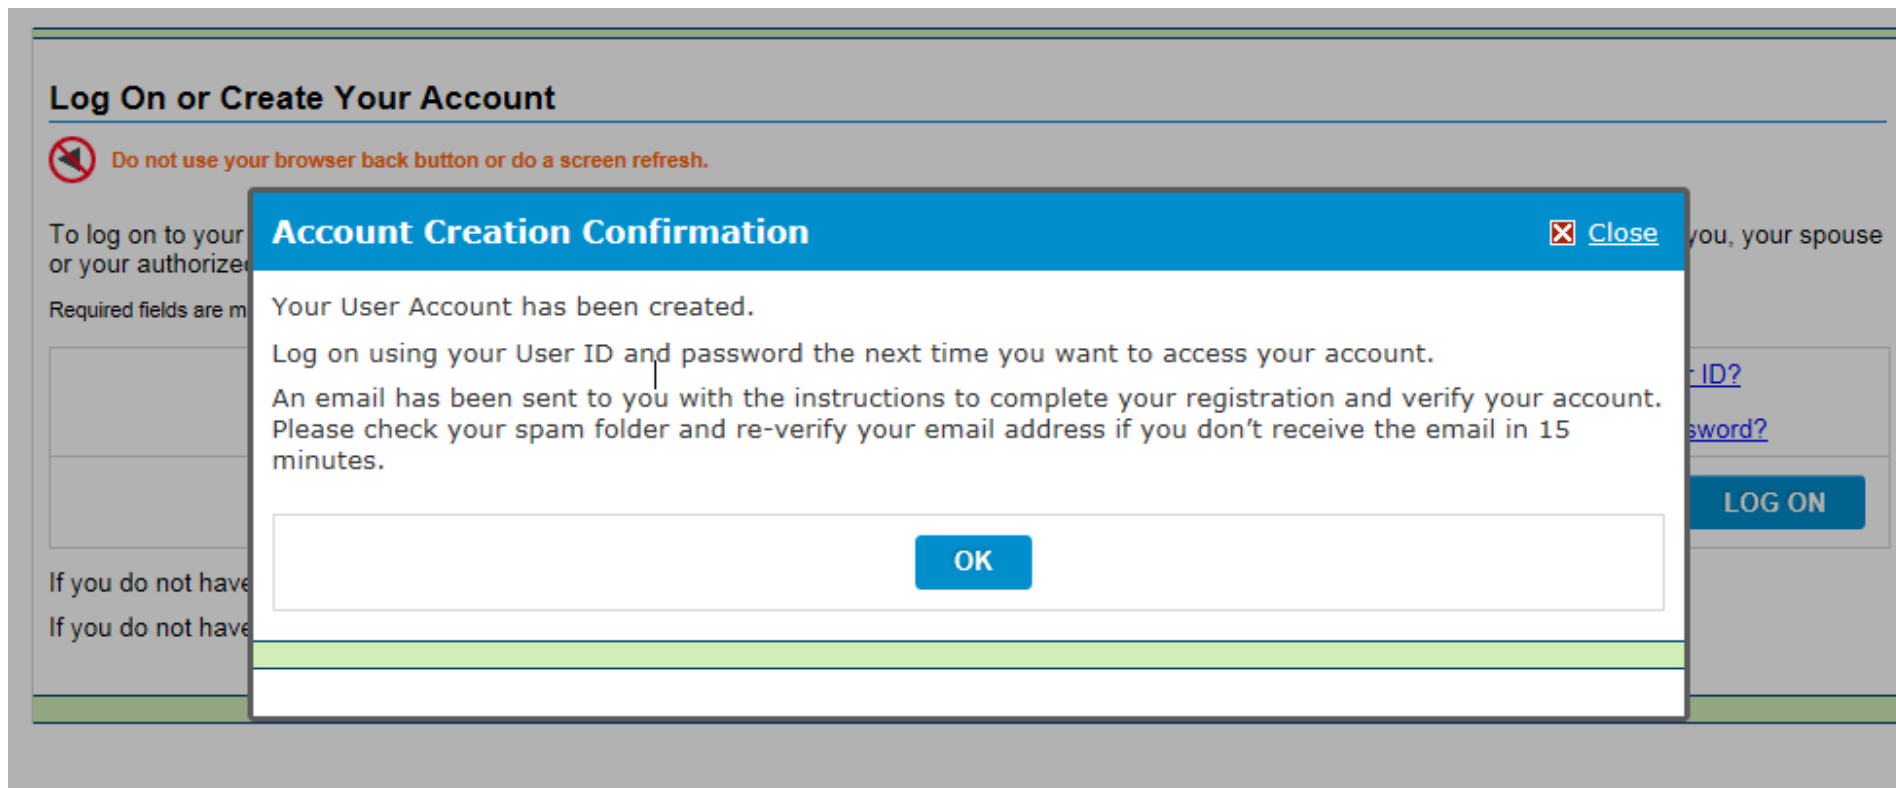 Log On or Create Your Account
Do not use your browser back button or do a screen refresh.
To log on to your
you, your spouse
or your authorized
Required fields are m
Account Creation Confirmation
Close
Your User Account has been created.
Log on using your User ID and password the next time you want to access your account.
An email has been sent to you with the instructions to complete your registration and verify your account.
Please check your spam folder and re-verify your email address if you don’t receive the email in 15
minutes.
OK
ID?
sword?
LOG ON
If you do not have
If you do not have